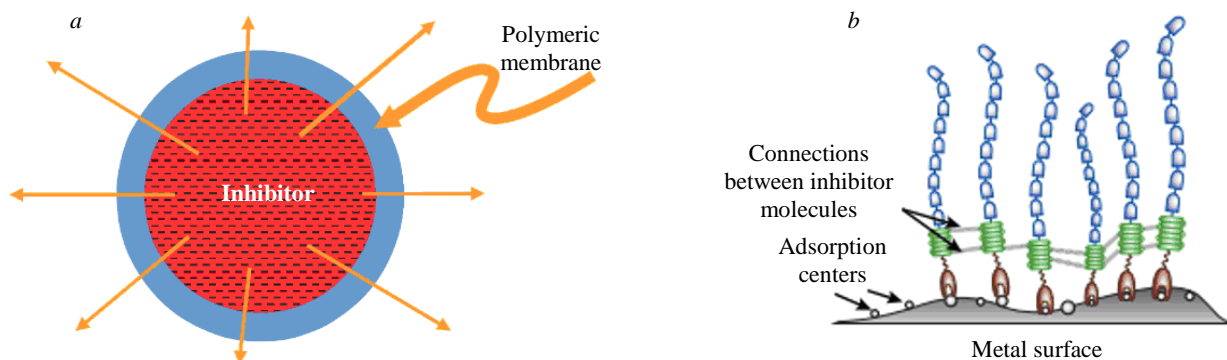 a
Polymeric
membrane
Inhibitor
b
Connections
between inhibitor
molecules
Adsorption
centers
Metal surface